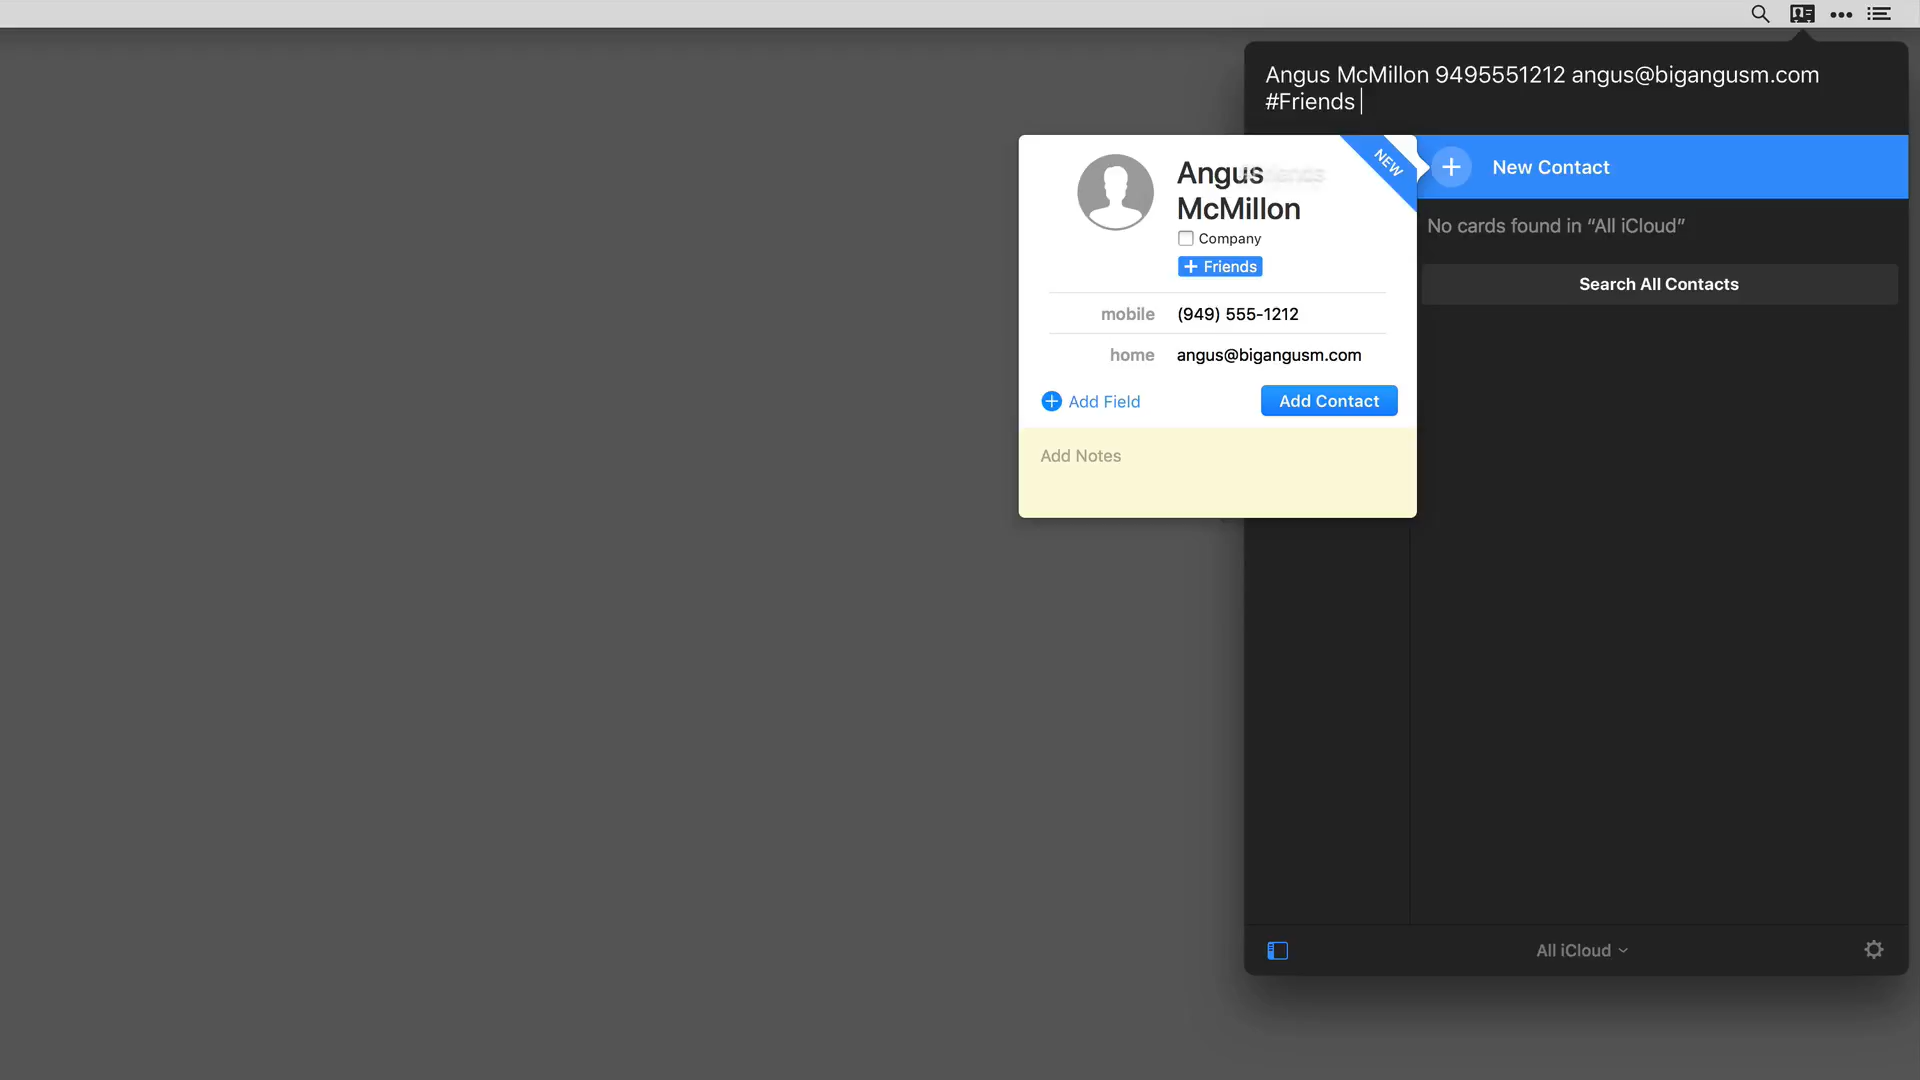 Angus McMillon 9495551212 angus@bigangusm.com
#Friends
NEW
Angus
McMillon
Company
+ Friends
mobile (949) 555-1212
home angus@bigangusm.com
Add Field
Add Contact
Add Notes
New Contact
No cards found in “All iCloud”
Search All Contacts
All iCloud